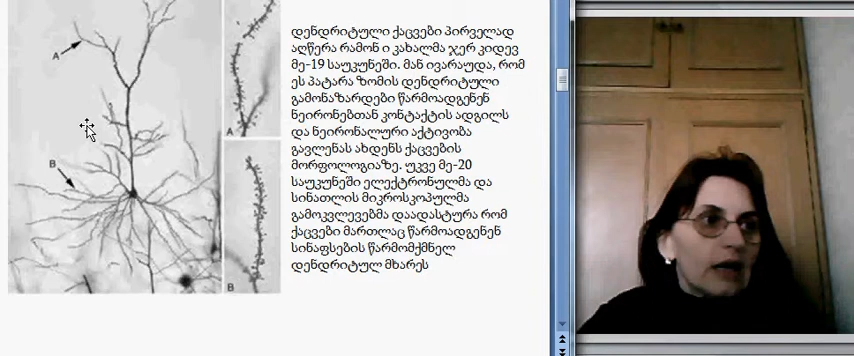 დენდრიტული ქაცვები პირველად
აღწერა რამონ ი კახალმა ჯერ კიდევ
მე-19 საუკუნეში. მან ივარაუდა, რომ
ეს პატარა ზომის დენდრიტული
გამონაზარდები წარმოადგენენ
ნეირონებთან კონტაქტის ადგილს
და ნეირონალური აქტივობა
გავლენას ახდენს ქაცვების
მორფოლოგიაზე. უკვე მე-20
საუკუნეში ელექტრონულმა და
სინათლის მიკროსკოპულმა
გამოკვლევებმა დაადასტურა რომ
ქაცვები მართლაც წარმოადგენენ
სინაფსების წარმომქმნელ
დენდრიტულ მხარეს
A
B
A
B